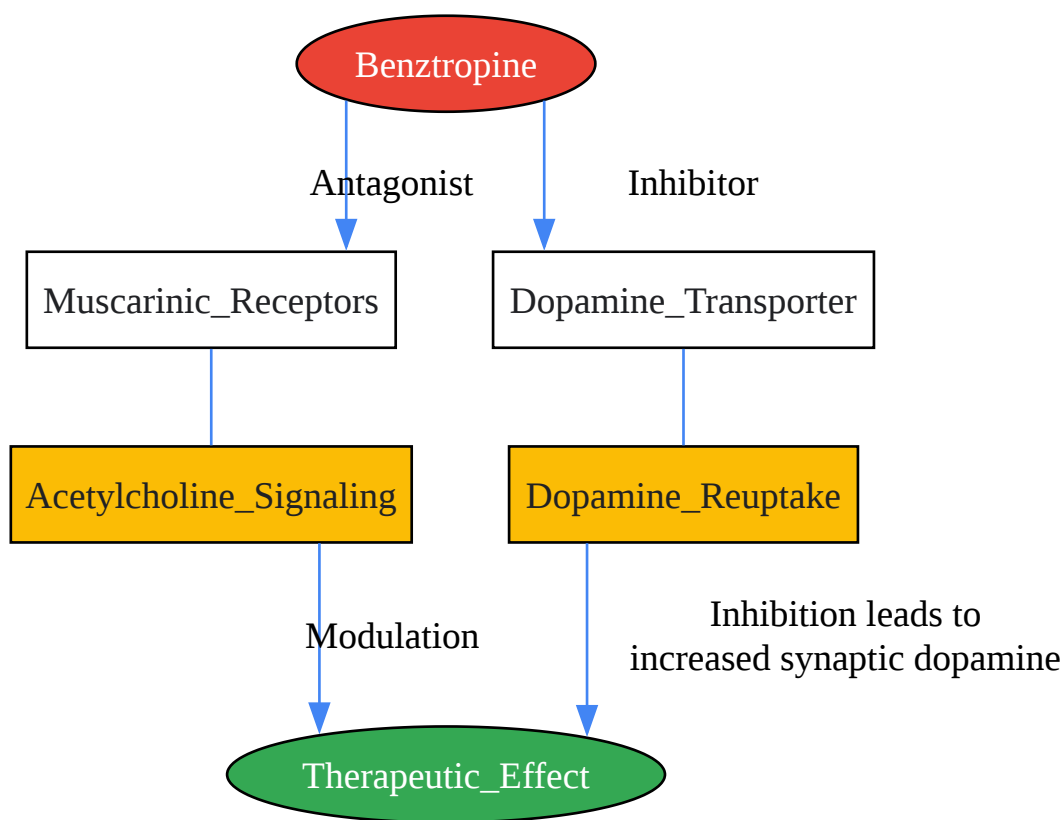 Benztropine
Antagonist
Inhibitor
Muscarinic_Receptors
Dopamine_Transporter
Acetylcholine_Signaling
Dopamine_Reuptake
Modulation
Inhibition leads to
increased synaptic dopamine
Therapeutic_Effect